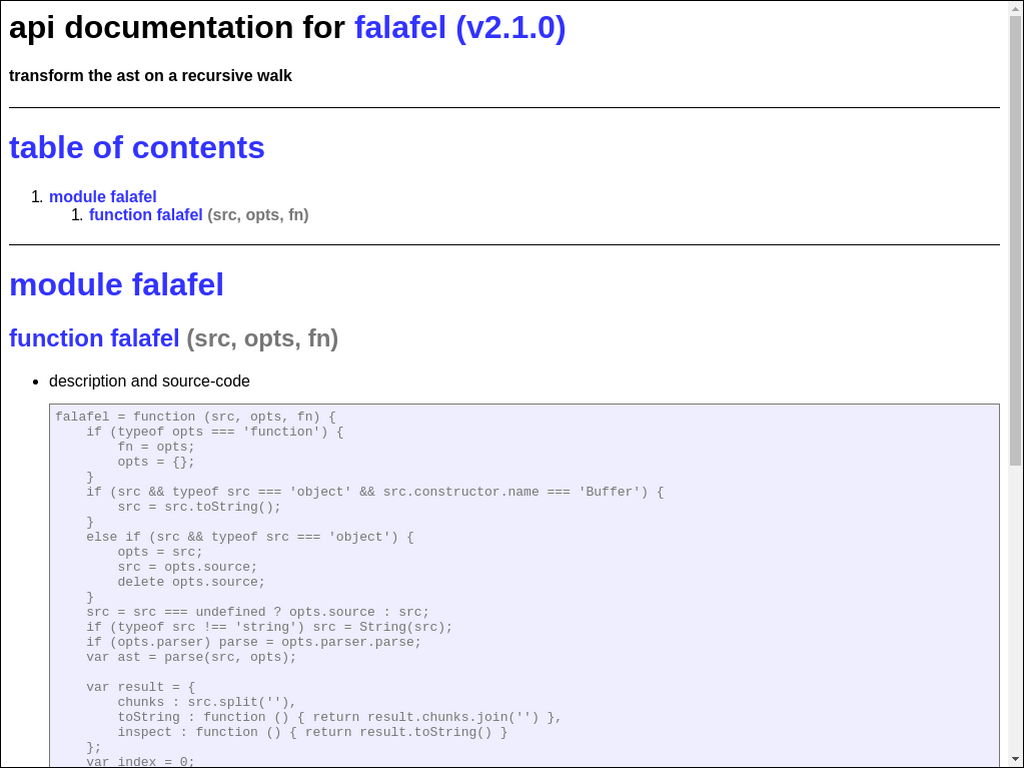 api documentation for falafel (v2.1.0)
transform the ast on a recursive walk
table of contents
1. module falafel
1. function falafel (src, opts, fn)
module falafel
function falafel (src, opts, fn)
• description and source-code
falafel = function (src, opts, fn) {
    if (typeof opts === 'function') {
        fn = opts;
        opts = {};
    }
    if (src && typeof src === 'object' && src.constructor.name === 'Buffer') {
        src = src.toString();
    }
    else if (src && typeof src === 'object') {
        opts = src;
        src = opts.source;
        delete opts.source;
    }
    src = src === undefined ? opts.source : src;
    if (typeof src !== 'string') src = String(src);
    if (opts.parser) parse = opts.parser.parse;
    var ast = parse(src, opts);

    var result = {
        chunks : src.split(''),
        toString : function () { return result.chunks.join('') },
        inspect : function () { return result.toString() }
    };
    var index = 0;